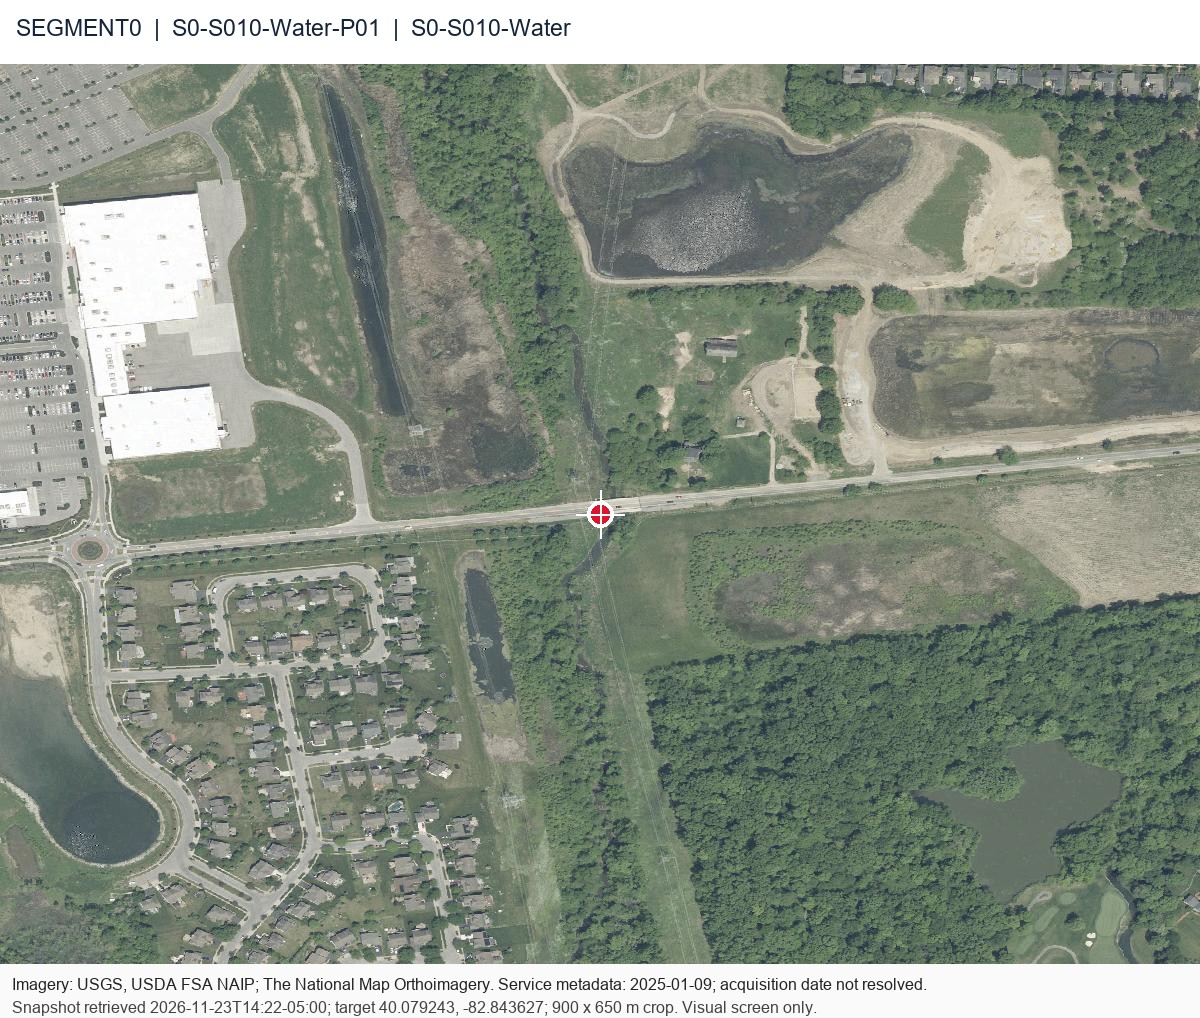 SEGMENT0 | S0-S010-Water-P01 | S0-S010-Water
Imagery: USGS, USDA FSA NAIP; The National Map Orthoimagery. Service metadata: 2025-01-09; acquisition date not resolved.
Snapshot retrieved 2026-11-23T14:22-05:00; target 40.079243, -82.843627; 900 x 650 m crop. Visual screen only.